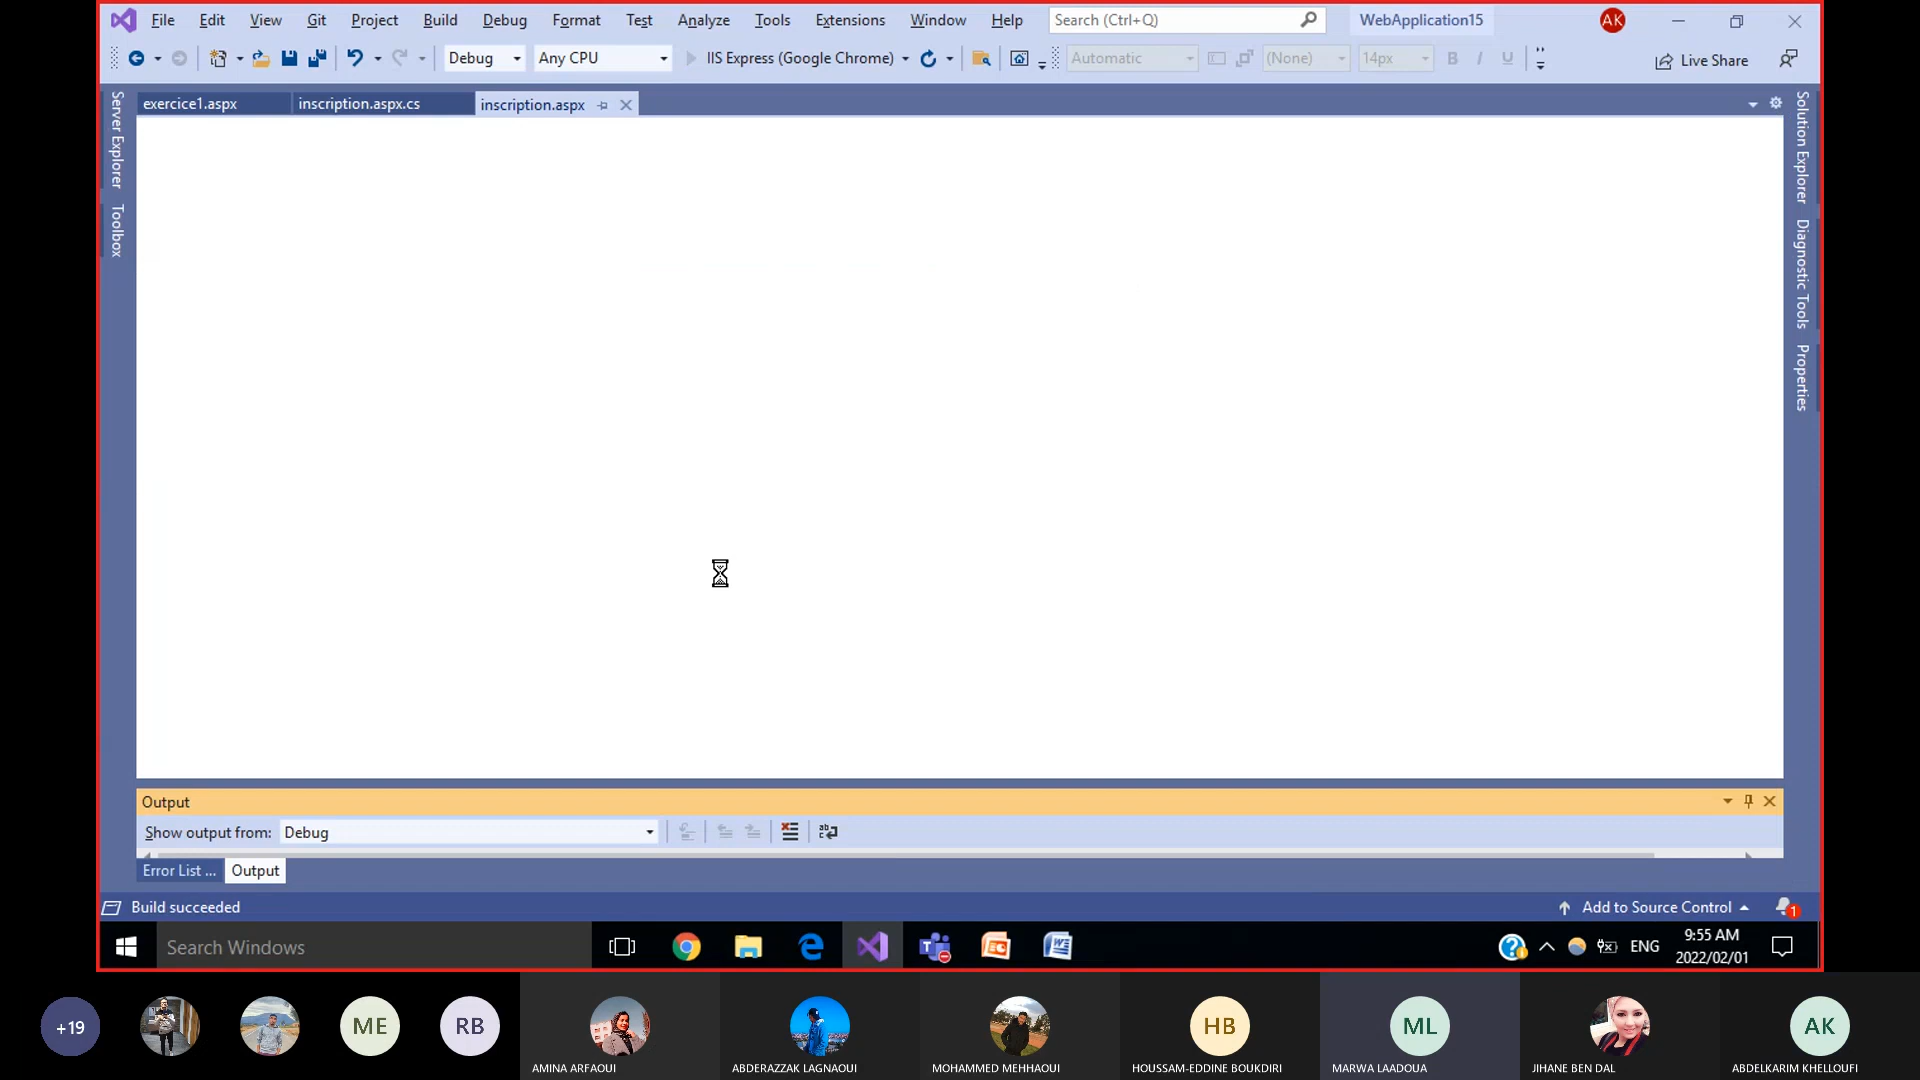 File Edit View Git Project Build Debug Format Test Analyze Tools Extensions Window Help Search (Ctrl+Q) WebApplication15 AK
Debug Any CPU IIS Express (Google Chrome) Automatic (None) 14px B I U Live Share
Server Explorer
Toolbox
exercice1.aspx inscription.aspx.cs inscription.aspx
Solution Explorer
Diagnostic Tools
Properties
Output
Show output from: Debug
Error List ... Output
Build succeeded Add to Source Control 1
Search Windows ENG 9:55 AM
2022/02/01
+19 ME RB HB ML AK
AMINA ARFAOUI ABDERAZZAK LAGNAOUI MOHAMMED MEHHAOUI HOUSSAM-EDDINE BOUKDIRI MARWA LAADOUA JIHANE BEN DAL ABDELKARIM KHELLOUFI